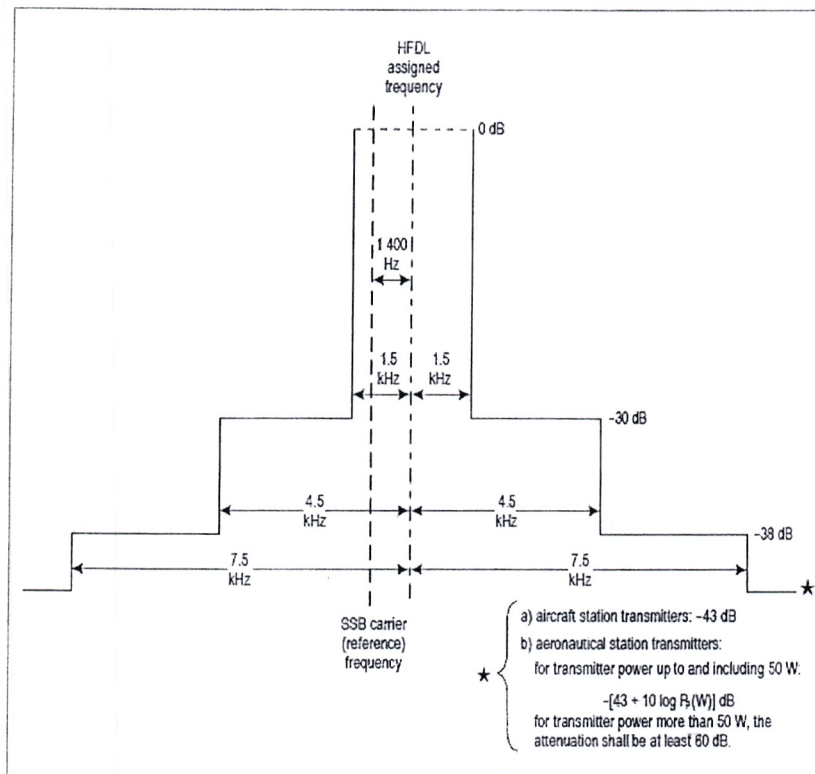 HFDL
assigned
frequency
0 dB
1 400
Hz
1.5
kHz
1.5
kHz
-30 dB
4.5
kHz
4.5
kHz
-38 dB
7.5
kHz
7.5
kHz
★
SSB carrier
(reference)
frequency
★
a) aircraft station transmitters: -43 dB
b) aeronautical station transmitters:
for transmitter power up to and including 50 W:
-[43 + 10 log Pp(W)] dB
for transmitter power more than 50 W, the
attenuation shall be at least 60 dB.